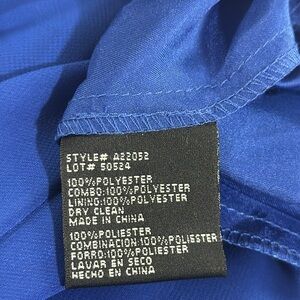 STYLE# A22052
LOT# 50524
100%POLYESTER
COMBO:100%POLYESTER
LINING:100%POLYESTER
DRY CLEAN
MADE IN CHINA
100%POLIESTER
COMBINACION:100%POLIESTER
FORRO:100%POLIESTER
LAVAR EN SECO
HECHO EN CHINA